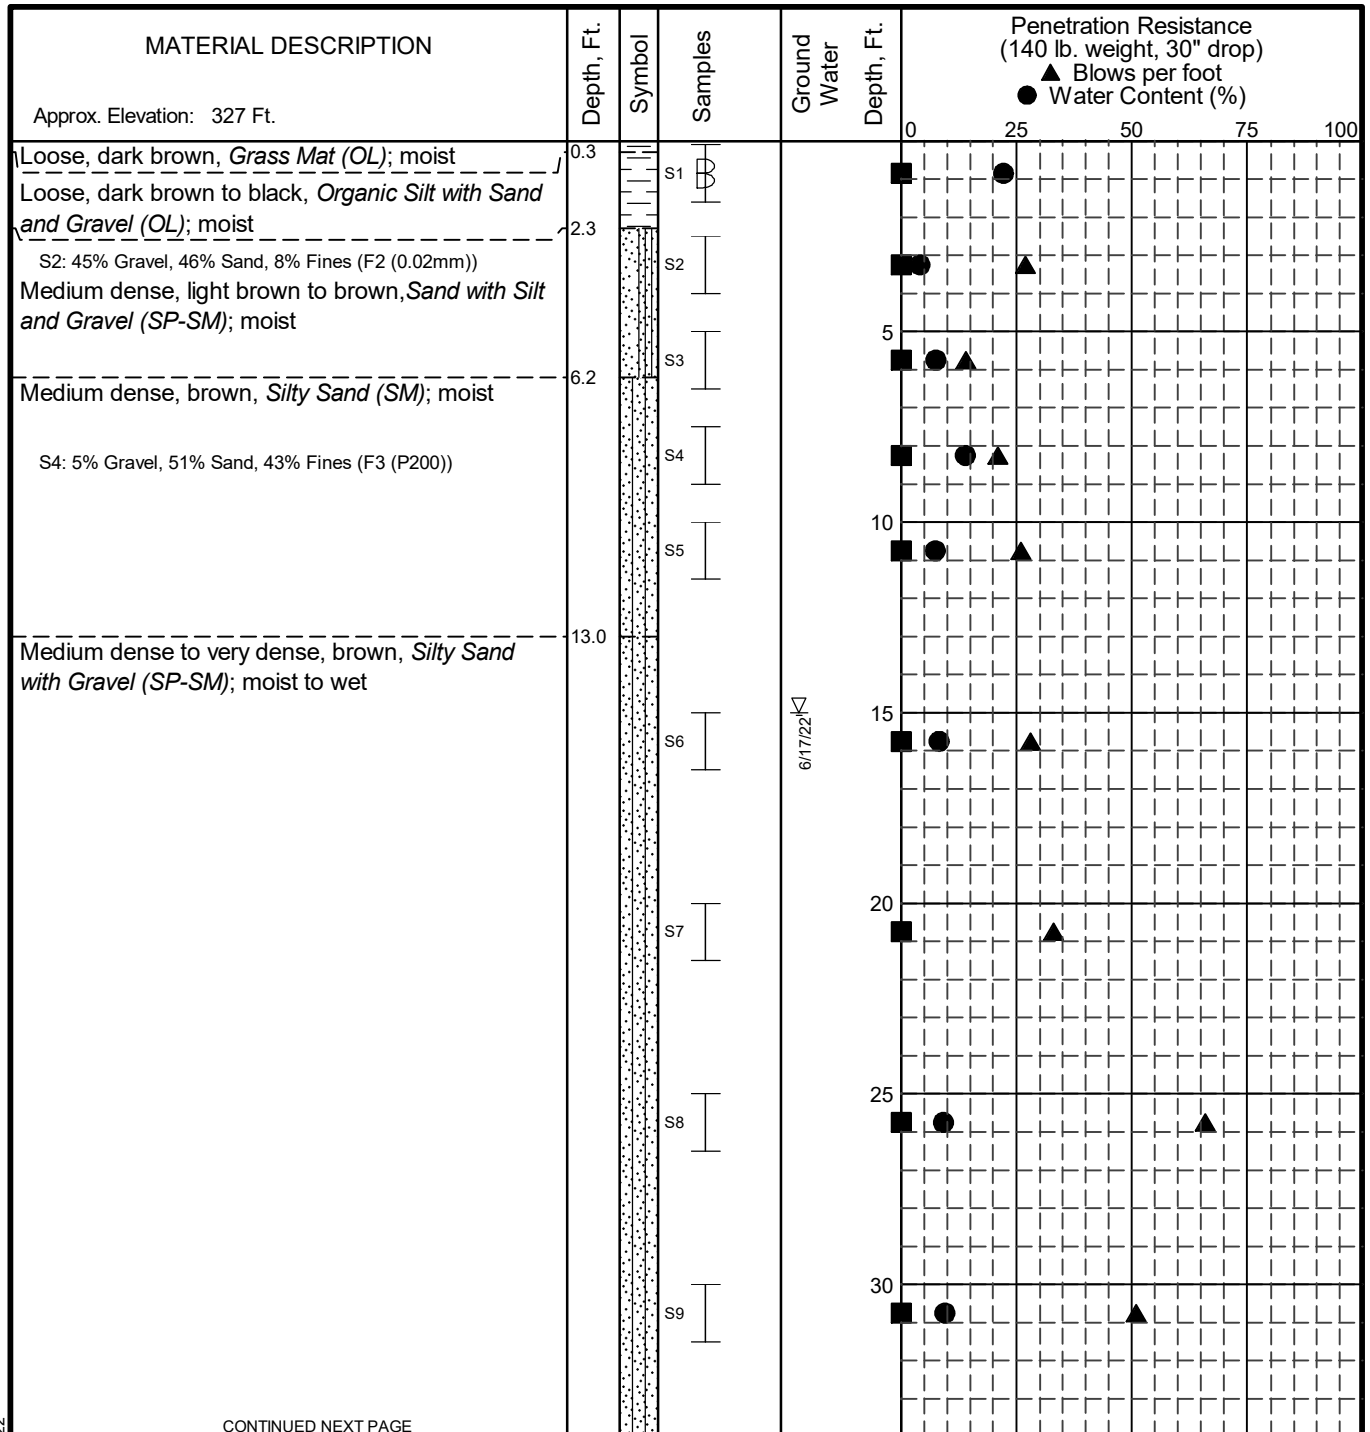 MATERIAL DESCRIPTION
Approx. Elevation: 327 Ft.
Depth, Ft.
Symbol
Samples
Ground
Water
Depth, Ft.
Penetration Resistance
(140 lb. weight, 30" drop)
▲ Blows per foot
● Water Content (%)
0 25 50 75 100
Loose, dark brown, Grass Mat (OL); moist
0.3
S1
Loose, dark brown to black, Organic Silt with Sand
and Gravel (OL); moist
2.3
S2: 45% Gravel, 46% Sand, 8% Fines (F2 (0.02mm))
S2
Medium dense, light brown to brown,Sand with Silt
and Gravel (SP-SM); moist
5
S3
6.2
Medium dense, brown, Silty Sand (SM); moist
S4: 5% Gravel, 51% Sand, 43% Fines (F3 (P200))
S4
10
S5
13.0
Medium dense to very dense, brown, Silty Sand
with Gravel (SP-SM); moist to wet
15
6/17/22
S6
20
S7
25
S8
30
S9
CONTINUED NEXT PAGE